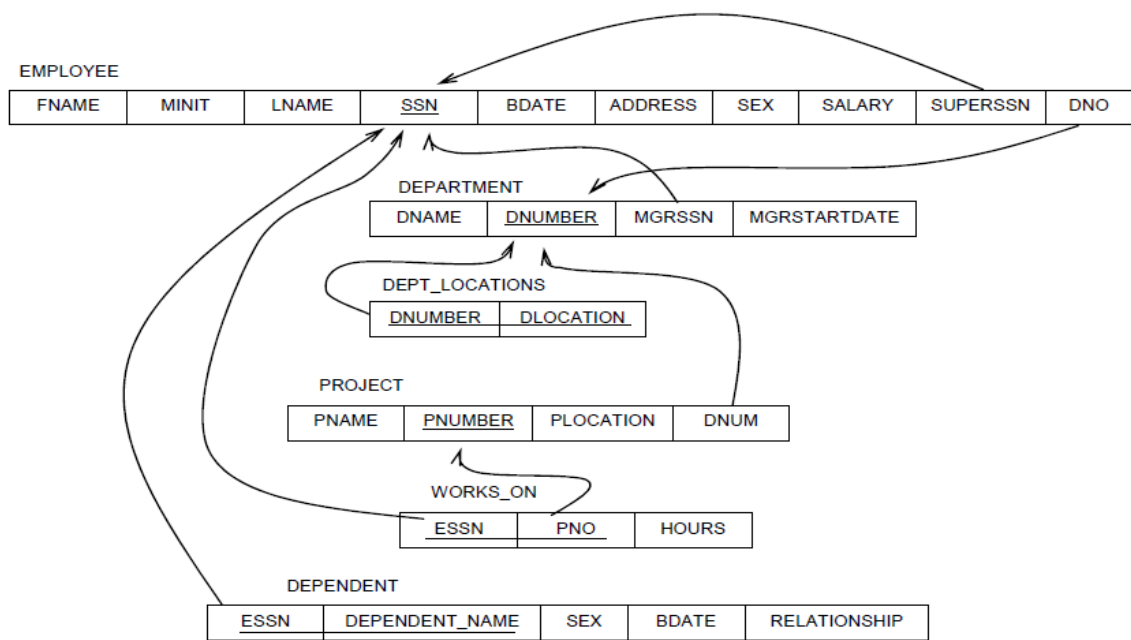 EMPLOYEE
FNAME MINIT LNAME SSN BDATE ADDRESS SEX SALARY SUPERSSN DNO
DEPARTMENT
DNAME DNUMBER MGRSSN MGRSTARTDATE
DEPT_LOCATIONS
DNUMBER DLOCATION
PROJECT
PNAME PNUMBER PLOCATION DNUM
WORKS_ON
ESSN PNO HOURS
DEPENDENT
ESSN DEPENDENT_NAME SEX BDATE RELATIONSHIP